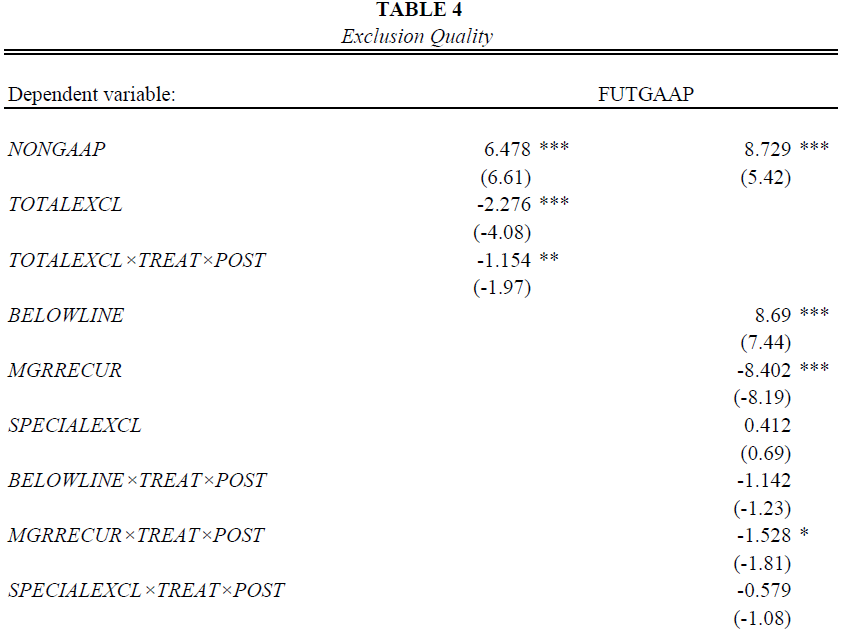 TABLE 4
Exclusion Quality
Dependent variable: FUTGAAP
NONGAAP 6.478 *** 8.729 ***
(6.61) (5.42)
TOTALEXCL -2.276 ***
(-4.08)
TOTALEXCL×TREAT×POST -1.154 **
(-1.97)
BELOWLINE 8.69 ***
(7.44)
MGRRECUR -8.402 ***
(-8.19)
SPECIALEXCL 0.412
(0.69)
BELOWLINE×TREAT×POST -1.142
(-1.23)
MGRRECUR×TREAT×POST -1.528 *
(-1.81)
SPECIALEXCL×TREAT×POST -0.579
(-1.08)